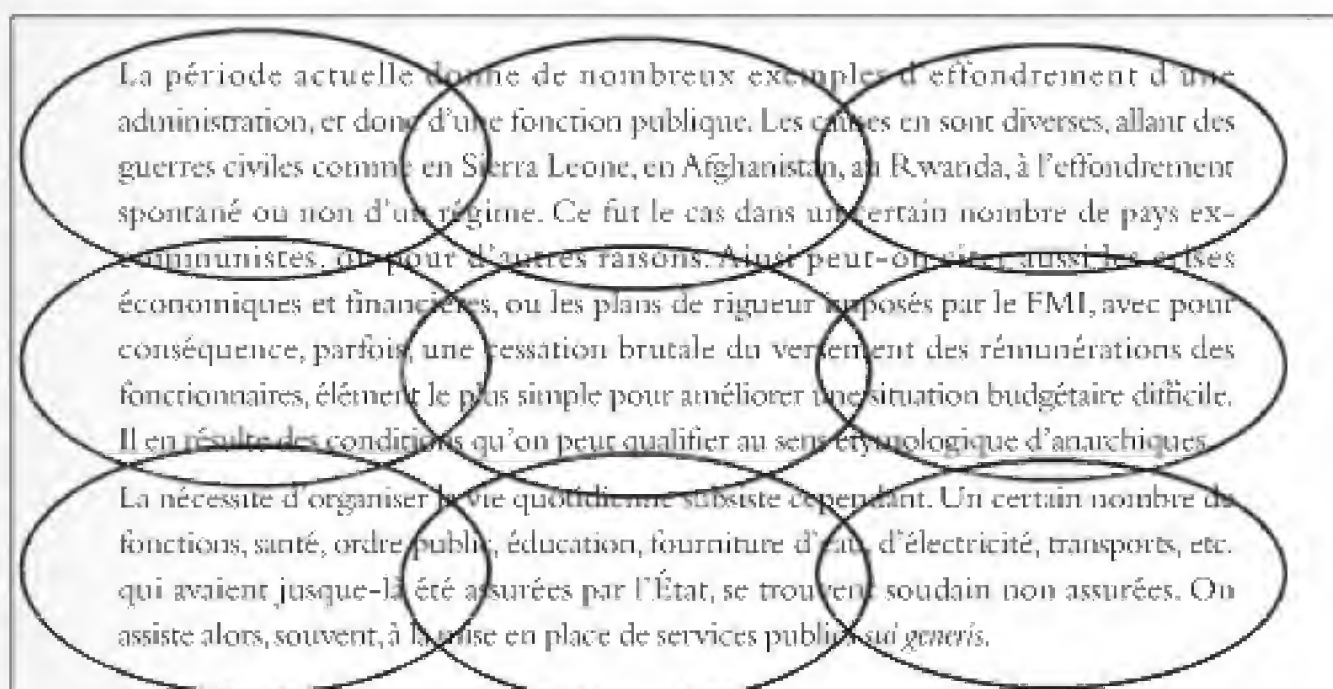 La période actuelle donne de nombreux exemples d'effondrement d'une
administration, et donc d'une fonction publique. Les causes en sont diverses, allant des
guerres civiles comme en Sierra Leone, en Afghanistan, au Rwanda, à l'effondrement
spontané ou non d'un régime. Ce fut le cas dans un certain nombre de pays ex-
communistes, ou pour d'autres raisons. Ainsi peut-on citer aussi les crises
économiques et financières, ou les plans de rigueur imposés par le FMI, avec pour
conséquence, parfois, une cessation brutale du versement des rémunérations des
fonctionnaires, élément le plus simple pour améliorer une situation budgétaire difficile.
Il en résulte des conditions qu'on peut qualifier au sens étymologique d'anarchiques.
La nécessité d'organiser la vie quotidienne subsiste cependant. Un certain nombre de
fonctions, santé, ordre public, éducation, fourniture d'eau, d'électricité, transports, etc.
qui avaient jusque-là été assurées par l'État, se trouvent soudain non assurées. On
assiste alors, souvent, à la mise en place de services publics sui generis.